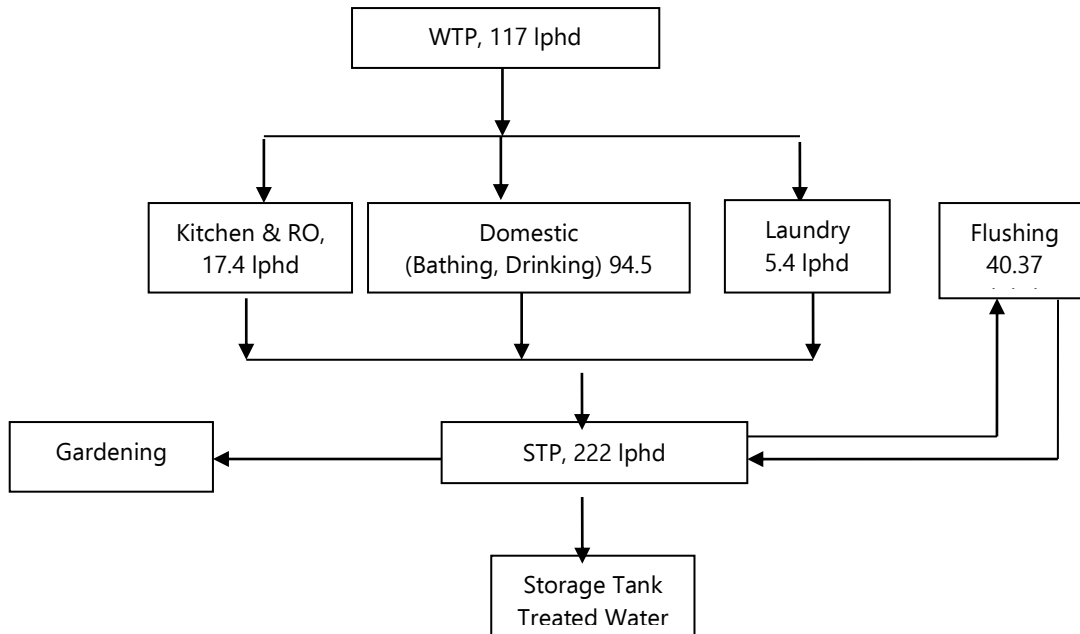 WTP, 117 lphd
Kitchen & RO,
17.4 lphd
Domestic
(Bathing, Drinking) 94.5
Laundry
5.4 lphd
Flushing
40.37
Gardening
STP, 222 lphd
Storage Tank
Treated Water